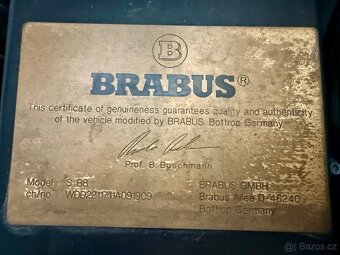 B
BRABUS®
This certificate of genuineness guarantees quality and authenticity
of the vehicle modified by BRABUS, Bottrop Germany
Prof. B. Buschmann
Model: S B8 BRABUS GMBH
ch/no. WDD2211711A091909 Brabus Allee D-46240
Bottrop Germany
Bazos.cz